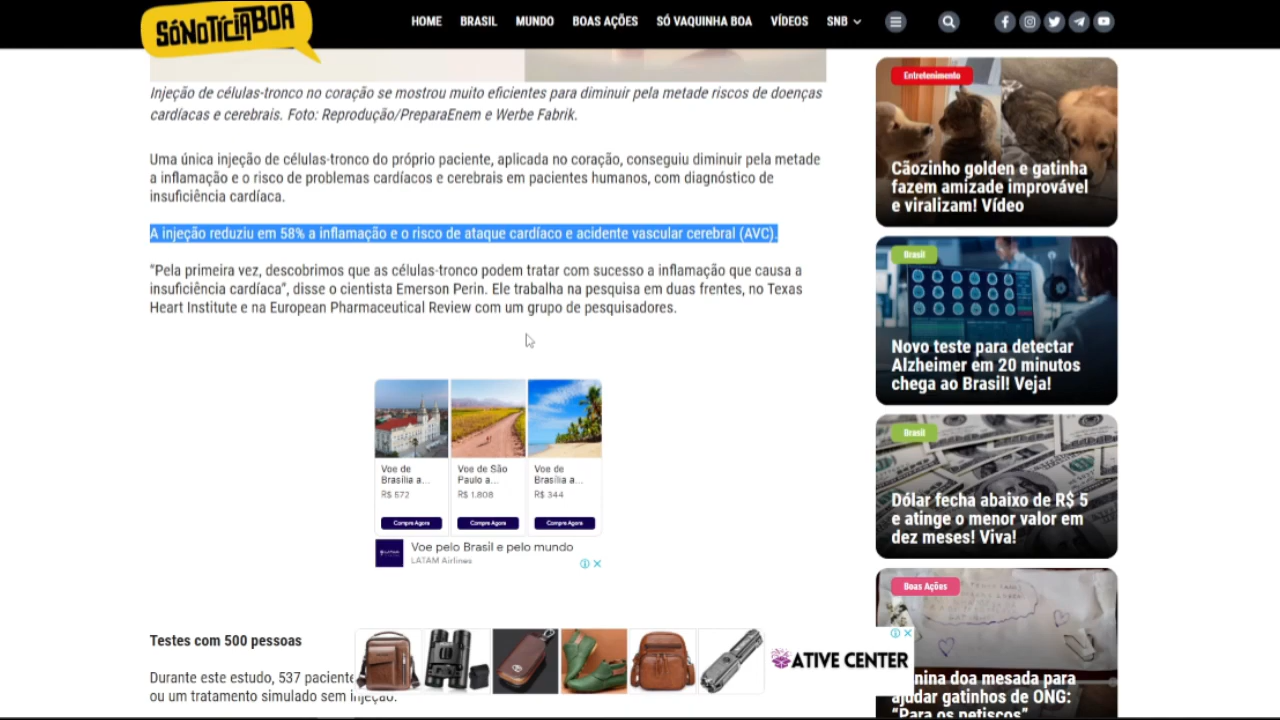 SÓNOTÍCIABOA
HOME BRASIL MUNDO BOAS AÇÕES SÓ VAQUINHA BOA VÍDEOS SNB
Injeção de células-tronco no coração se mostrou muito eficientes para diminuir pela metade riscos de doenças
cardíacas e cerebrais. Foto: Reprodução/PreparaEnem e Werbe Fabrik.
Uma única injeção de células-tronco do próprio paciente, aplicada no coração, conseguiu diminuir pela metade
a inflamação e o risco de problemas cardíacos e cerebrais em pacientes humanos, com diagnóstico de
insuficiência cardíaca.
A injeção reduziu em 58% a inflamação e o risco de ataque cardíaco e acidente vascular cerebral (AVC).
"Pela primeira vez, descobrimos que as células-tronco podem tratar com sucesso a inflamação que causa a
insuficiência cardíaca", disse o cientista Emerson Perin. Ele trabalha na pesquisa em duas frentes, no Texas
Heart Institute e na European Pharmaceutical Review com um grupo de pesquisadores.
Voe de
Brasília a...
R$ 572
Compre Agora
Voe de São
Paulo a...
R$ 1.808
Compre Agora
Voe de
Brasília a...
R$ 344
Compre Agora
LATAM
Voe pelo Brasil e pelo mundo
LATAM Airlines
Testes com 500 pessoas
Durante este estudo, 537 paciente
ou um tratamento simulado sem injeção.
ATIVE CENTER
Entretenimento
Cãozinho golden e gatinha
fazem amizade improvável
e viralizam! Vídeo
Brasil
Novo teste para detectar
Alzheimer em 20 minutos
chega ao Brasil! Veja!
Brasil
Dólar fecha abaixo de R$ 5
e atinge o menor valor em
dez meses! Viva!
Boas Ações
nina doa mesada para
ajudar gatinhos de ONG:
"Para os petiscos"